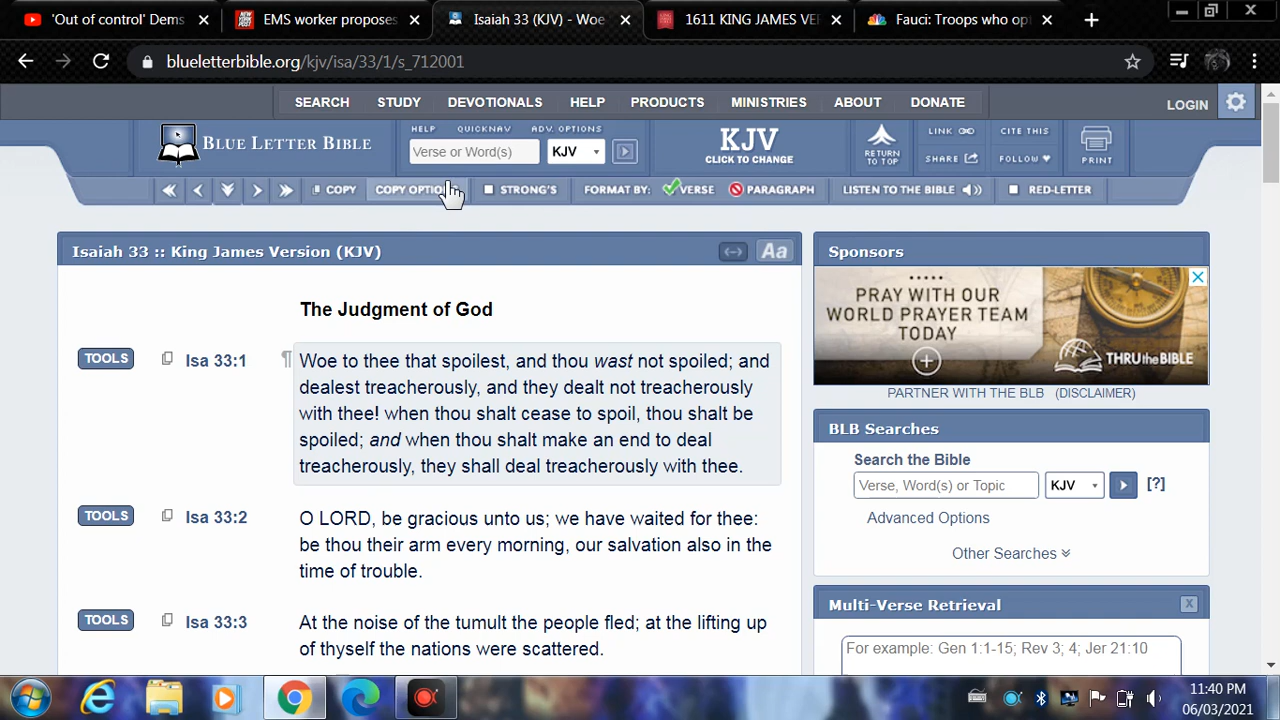 'Out of control' Dems
EMS worker proposes
Isaiah 33 (KJV) - Woe
1611 KING JAMES VE
Fauci: Troops who op
blueletterbible.org/kjv/isa/33/1/s_712001
SEARCH STUDY DEVOTIONALS HELP PRODUCTS MINISTRIES ABOUT DONATE
LOGIN
BLUE LETTER BIBLE
HELP QUICKNAV ADV. OPTIONS
Verse or Word(s) KJV
KJV
CLICK TO CHANGE
RETURN
TO TOP
LINK CITE THIS
SHARE FOLLOW
PRINT
COPY COPY OPTIO STRONG'S FORMAT BY: VERSE PARAGRAPH LISTEN TO THE BIBLE RED-LETTER
Isaiah 33 :: King James Version (KJV)
Aa
The Judgment of God
TOOLS Isa 33:1 ¶ Woe to thee that spoilest, and thou wast not spoiled; and
dealest treacherously, and they dealt not treacherously
with thee! when thou shalt cease to spoil, thou shalt be
spoiled; and when thou shalt make an end to deal
treacherously, they shall deal treacherously with thee.
TOOLS Isa 33:2 O LORD, be gracious unto us; we have waited for thee:
be thou their arm every morning, our salvation also in the
time of trouble.
TOOLS Isa 33:3 At the noise of the tumult the people fled; at the lifting up
of thyself the nations were scattered.
Sponsors
PRAY WITH OUR
WORLD PRAYER TEAM
TODAY
THRU the BIBLE
PARTNER WITH THE BLB (DISCLAIMER)
BLB Searches
Search the Bible
Verse, Word(s) or Topic KJV [?]
Advanced Options
Other Searches
Multi-Verse Retrieval X
For example: Gen 1:1-15; Rev 3; 4; Jer 21:10
11:40 PM
06/03/2021